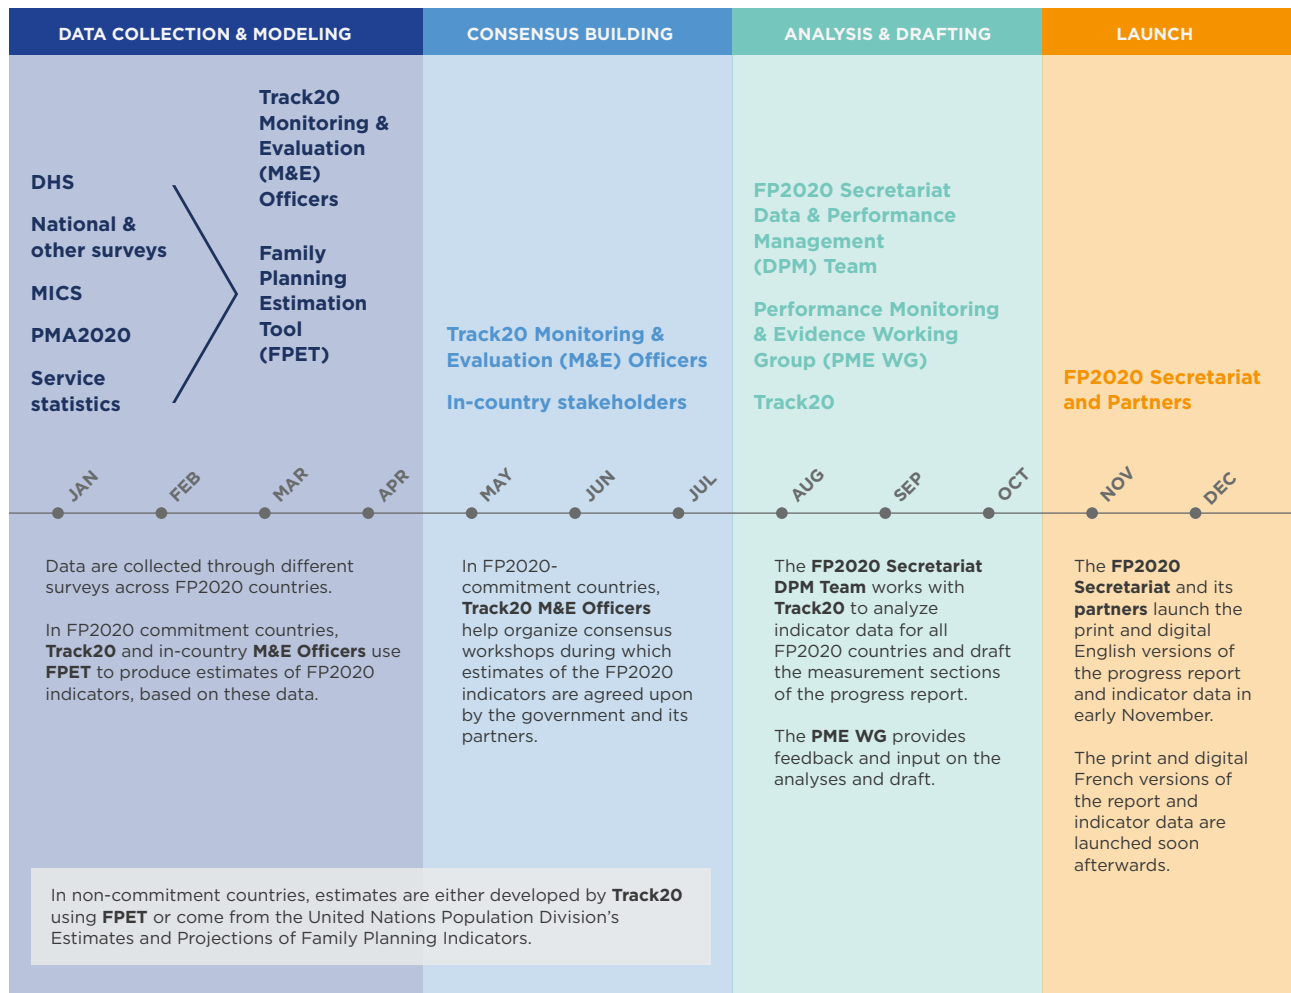 DATA COLLECTION & MODELING
CONSENSUS BUILDING
ANALYSIS & DRAFTING
LAUNCH
DHS
National &
other surveys
MICS
PMA2020
Service
statistics
Track20
Monitoring &
Evaluation
(M&E)
Officers
Family
Planning
Estimation
Tool
(FPET)
Track20 Monitoring &
Evaluation (M&E) Officers
In-country stakeholders
FP2020 Secretariat
Data & Performance
Management
(DPM) Team
Performance Monitoring
& Evidence Working
Group (PME WG)
Track20
FP2020 Secretariat
and Partners
JAN
FEB
MAR
APR
MAY
JUN
JUL
AUG
SEP
OCT
NOV
DEC
Data are collected through different
surveys across FP2020 countries.
In FP2020 commitment countries,
Track20 and in-country M&E Officers use
FPET to produce estimates of FP2020
indicators, based on these data.
In FP2020-
commitment countries,
Track20 M&E Officers
help organize consensus
workshops during which
estimates of the FP2020
indicators are agreed upon
by the government and its
partners.
The FP2020 Secretariat
DPM Team works with
Track20 to analyze
indicator data for all
FP2020 countries and draft
the measurement sections
of the progress report.
The PME WG provides
feedback and input on the
analyses and draft.
The FP2020
Secretariat and its
partners launch the
print and digital
English versions of
the progress report
and indicator data in
early November.
The print and digital
French versions of
the report and
indicator data are
launched soon
afterwards.
In non-commitment countries, estimates are either developed by Track20
using FPET or come from the United Nations Population Division’s
Estimates and Projections of Family Planning Indicators.